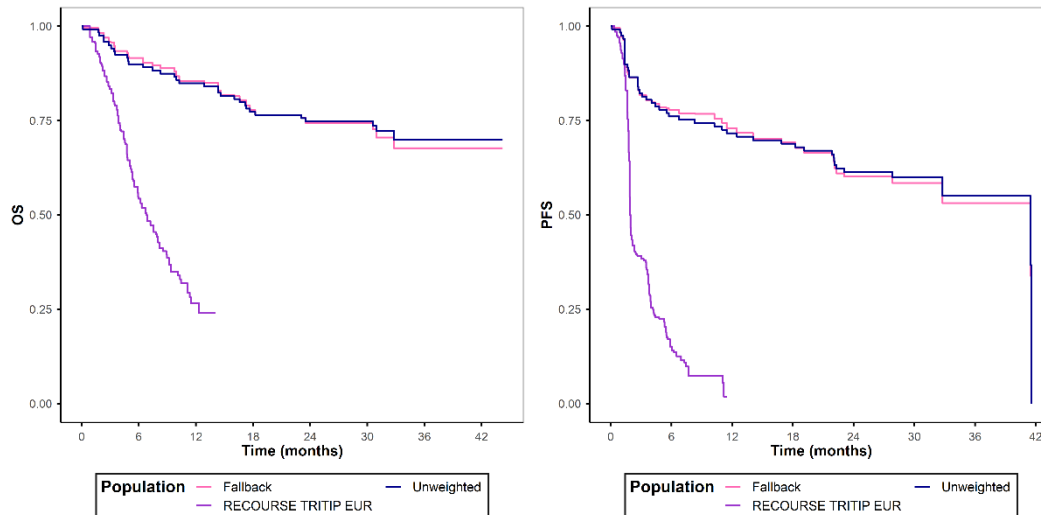 1.00
0.75
0.50
0.25
0.00
OS
0 6 12 18 24 30 36 42
Time (months)
Population Fallback Unweighted
RECOURSE TRITIP EUR
1.00
0.75
0.50
0.25
0.00
PFS
0 6 12 18 24 30 36 42
Time (months)
Population Fallback Unweighted
RECOURSE TRITIP EUR